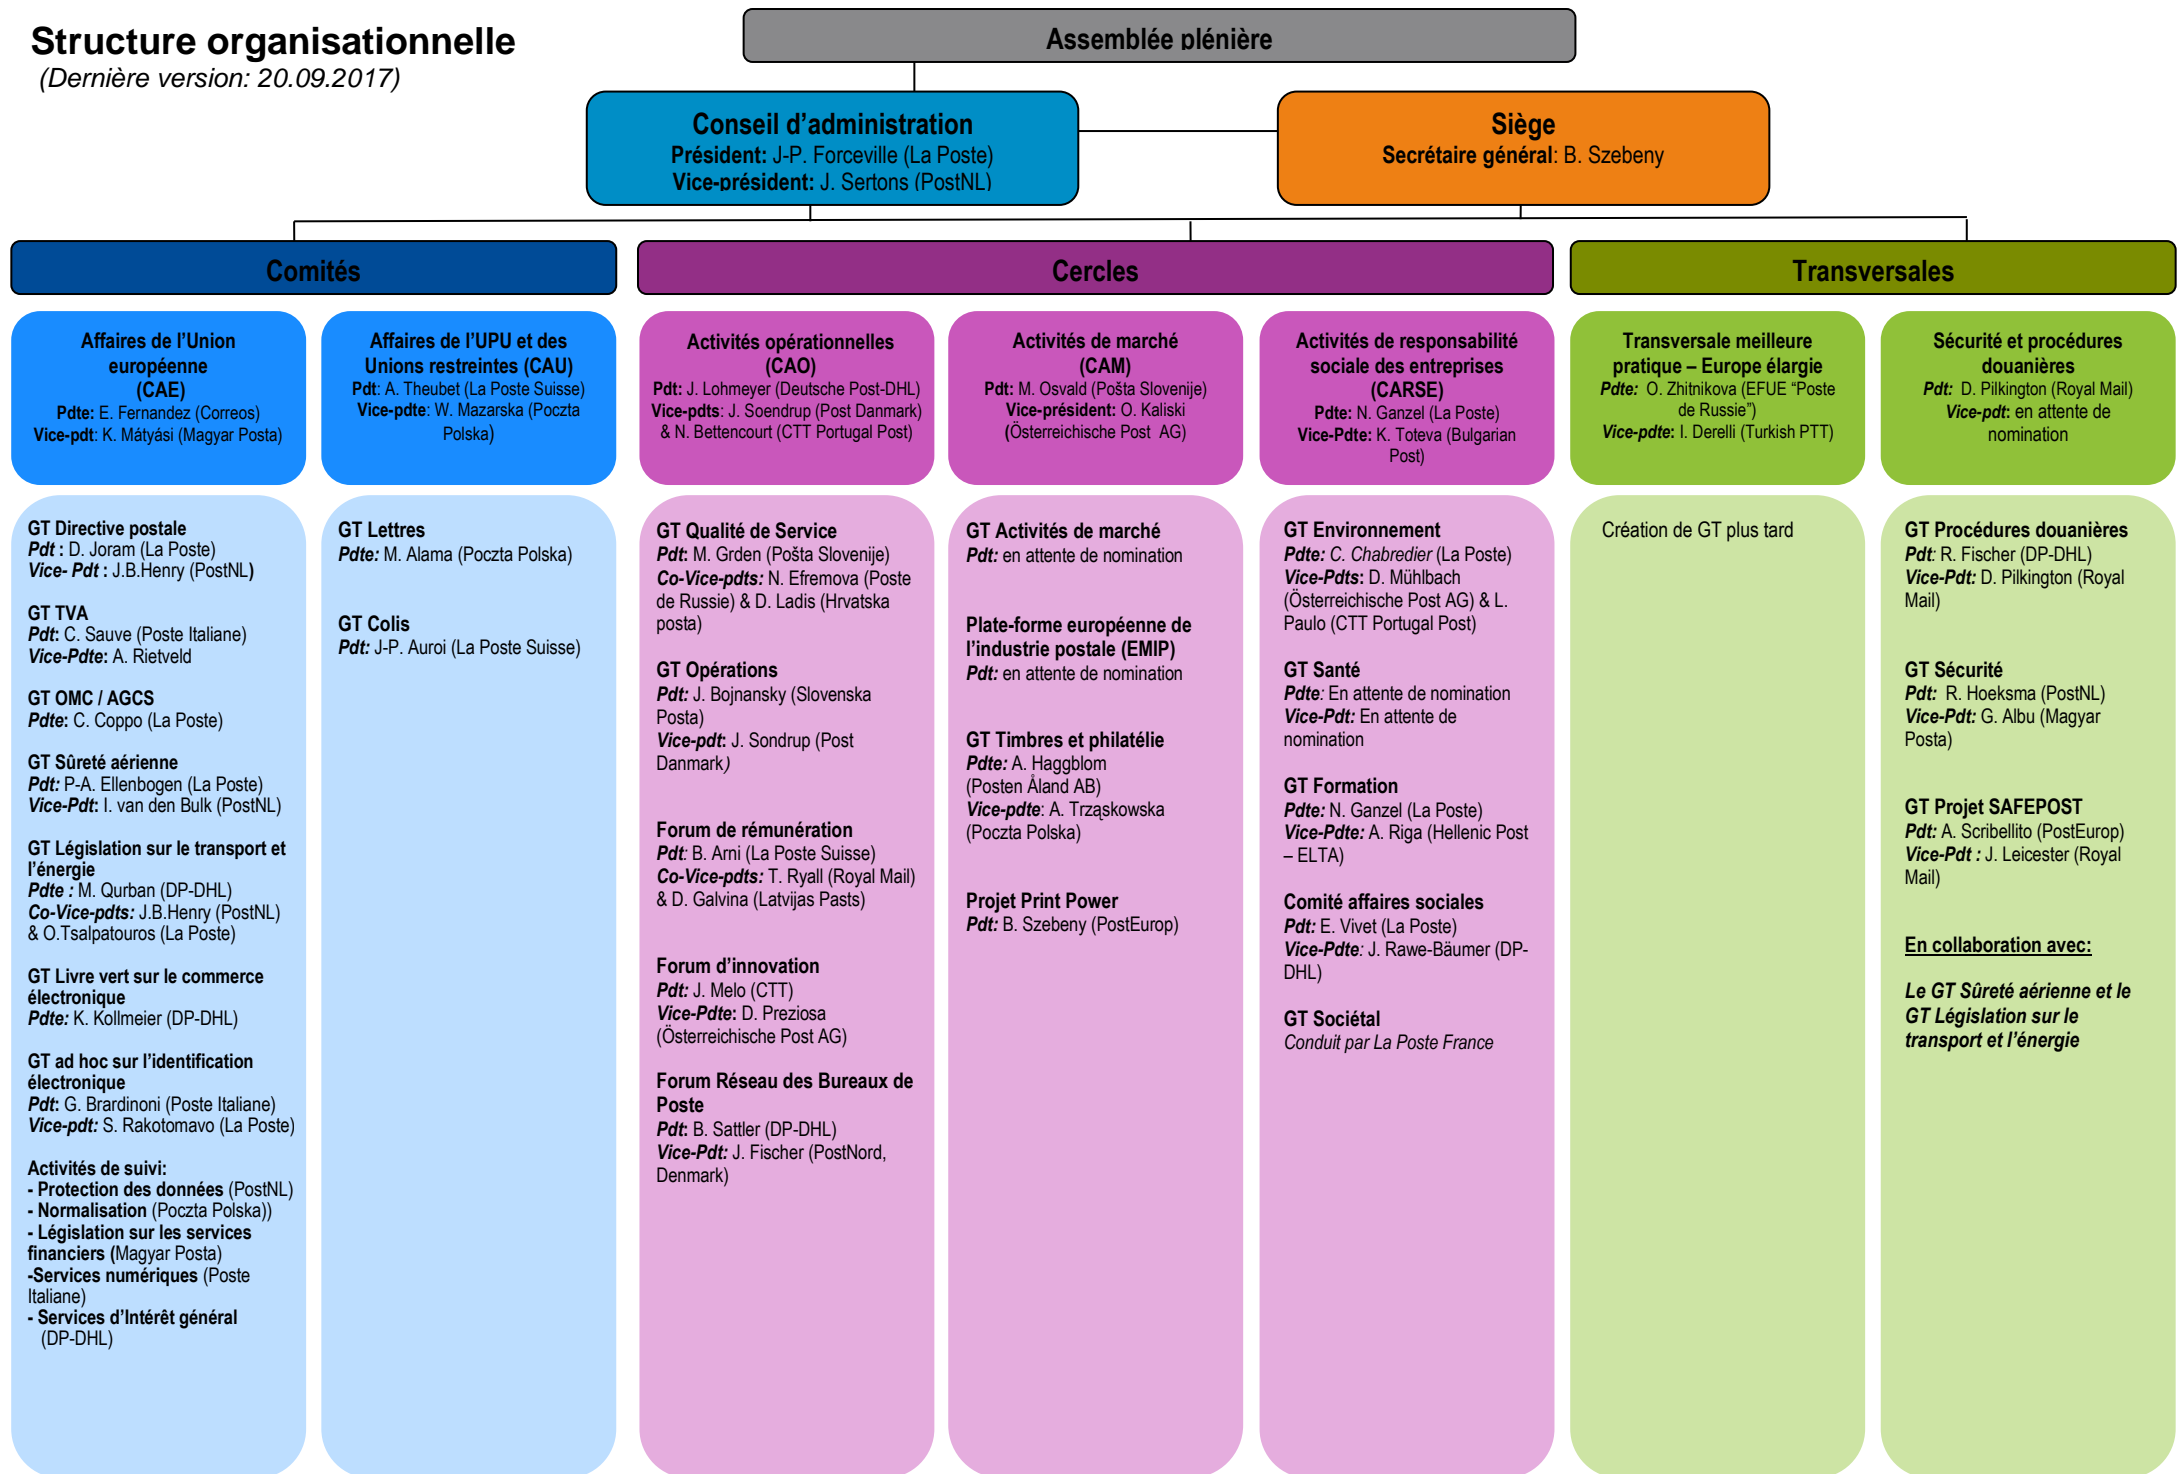 Structure organisationnelle
(Dernière version: 20.09.2017)
Assemblée plénière
Conseil d’administration
Président: J-P. Forceville (La Poste)
Vice-président: J. Sertons (PostNL)
Siège
Secrétaire général: B. Szebeny
Comités
Cercles
Transversales
Affaires de l’Union
européenne
(CAE)
Pdte: E. Fernandez (Correos)
Vice-pdt: K. Mátyási (Magyar Posta)
Affaires de l’UPU et des
Unions restreintes (CAU)
Pdt: A. Theubet (La Poste Suisse)
Vice-pdte: W. Mazarska (Poczta
Polska)
Activités opérationnelles
(CAO)
Pdt: J. Lohmeyer (Deutsche Post-DHL)
Vice-pdts: J. Soendrup (Post Danmark)
& N. Bettencourt (CTT Portugal Post)
Activités de marché
(CAM)
Pdt: M. Osvald (Pošta Slovenije)
Vice-président: O. Kaliski
(Österreichische Post  AG)
Activités de responsabilité
sociale des entreprises
(CARSE)
Pdte: N. Ganzel (La Poste)
Vice-Pdte: K. Toteva (Bulgarian
Post)
Transversale meilleure
pratique – Europe élargie
Pdte:  O. Zhitnikova (EFUE “Poste
de Russie”)
Vice-pdte: I. Derelli (Turkish PTT)
Sécurité et procédures
douanières
Pdt:  D. Pilkington (Royal Mail)
Vice-pdt: en attente de
nomination
GT Directive postale
Pdt : D. Joram (La Poste)
Vice- Pdt : J.B.Henry (PostNL)
GT TVA
Pdt: C. Sauve (Poste Italiane)
Vice-Pdte: A. Rietveld
GT OMC / AGCS
Pdte: C. Coppo (La Poste)
GT Sûreté aérienne
Pdt: P-A. Ellenbogen (La Poste)
Vice-Pdt: I. van den Bulk (PostNL)
GT Législation sur le transport et
l’énergie
Pdte : M. Qurban (DP-DHL)
Co-Vice-pdts: J.B.Henry (PostNL)
& O.Tsalpatouros (La Poste)
GT Livre vert sur le commerce
électronique
Pdte: K. Kollmeier (DP-DHL)
GT ad hoc sur l’identification
électronique
Pdt: G. Brardinoni (Poste Italiane)
Vice-pdt: S. Rakotomavo (La Poste)
Activités de suivi:
- Protection des données (PostNL)
- Normalisation (Poczta Polska))
- Législation sur les services
financiers (Magyar Posta)
-Services numériques (Poste
Italiane)
- Services d’Intérêt général
(DP-DHL)
GT Lettres
Pdte: M. Alama (Poczta Polska)
GT Colis
Pdt: J-P. Auroi (La Poste Suisse)
GT Qualité de Service
Pdt: M. Grden (Pošta Slovenije)
Co-Vice-pdts: N. Efremova (Poste
de Russie) & D. Ladis (Hrvatska
posta)
GT Opérations
Pdt: J. Bojnansky (Slovenska
Posta)
Vice-pdt: J. Sondrup (Post
Danmark)
Forum de rémunération
Pdt: B. Arni (La Poste Suisse)
Co-Vice-pdts: T. Ryall (Royal Mail)
& D. Galvina (Latvijas Pasts)
Forum d’innovation
Pdt: J. Melo (CTT)
Vice-Pdte: D. Preziosa
(Österreichische Post AG)
Forum Réseau des Bureaux de
Poste
Pdt: B. Sattler (DP-DHL)
Vice-Pdt: J. Fischer (PostNord,
Denmark)
GT Activités de marché
Pdt: en attente de nomination
Plate-forme européenne de
l’industrie postale (EMIP)
Pdt: en attente de nomination
GT Timbres et philatélie
Pdte: A. Haggblom
(Posten Åland AB)
Vice-pdte: A. Trząskowska
(Poczta Polska)
Projet Print Power
Pdt: B. Szebeny (PostEurop)
GT Environnement
Pdte: C. Chabredier (La Poste)
Vice-Pdts: D. Mühlbach
(Österreichische Post AG) & L.
Paulo (CTT Portugal Post)
GT Santé
Pdte: En attente de nomination
Vice-Pdt: En attente de
nomination
GT Formation
Pdte: N. Ganzel (La Poste)
Vice-Pdte: A. Riga (Hellenic Post
– ELTA)
Comité affaires sociales
Pdt: E. Vivet (La Poste)
Vice-Pdte: J. Rawe-Bäumer (DP-
DHL)
GT Sociétal
Conduit par La Poste France
Création de GT plus tard
GT Procédures douanières
Pdt: R. Fischer (DP-DHL)
Vice-Pdt: D. Pilkington (Royal
Mail)
GT Sécurité
Pdt:  R. Hoeksma (PostNL)
Vice-Pdt: G. Albu (Magyar
Posta)
GT Projet SAFEPOST
Pdt: A. Scribellito (PostEurop)
Vice-Pdt : J. Leicester (Royal
Mail)
En collaboration avec:
Le GT Sûreté aérienne et le
GT Législation sur le
transport et l’énergie